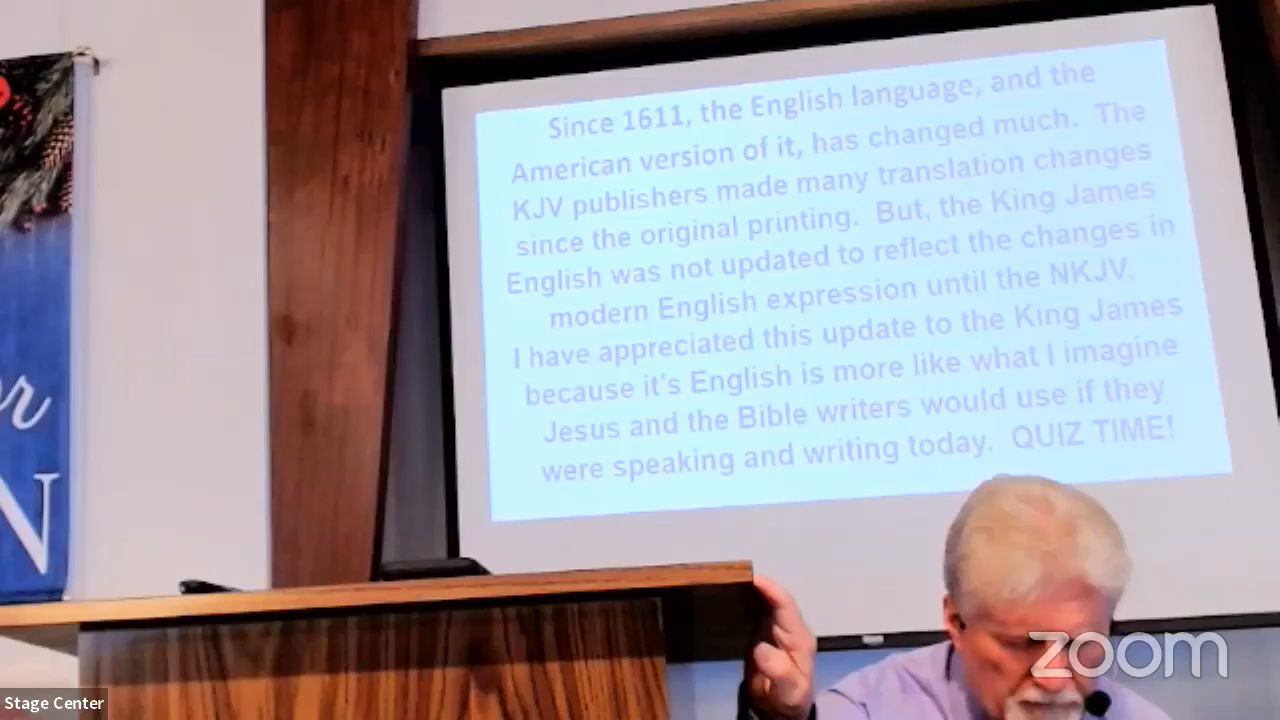 Since 1611, the English language, and the
American version of it, has changed much. The
KJV publishers made many translation changes
since the original printing. But, the King James
English was not updated to reflect the changes in
modern English expression until the NKJV.
I have appreciated this update to the King James
because it's English is more like what I imagine
Jesus and the Bible writers would use if they
were speaking and writing today. QUIZ TIME!
or
N
zoom
Stage Center